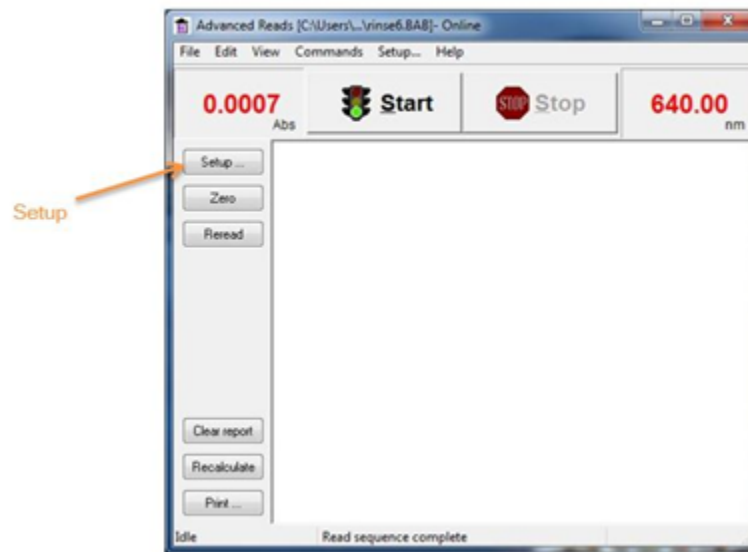 Advanced Reads [C:\Users\...\rinse6.BAB]- Online
File Edit View Commands Setup... Help
0.0007
Abs
Start
STOP Stop
640.00
nm
Setup ...
Setup
Zero
Reread
Clear report
Recalculate
Print ...
Idle Read sequence complete